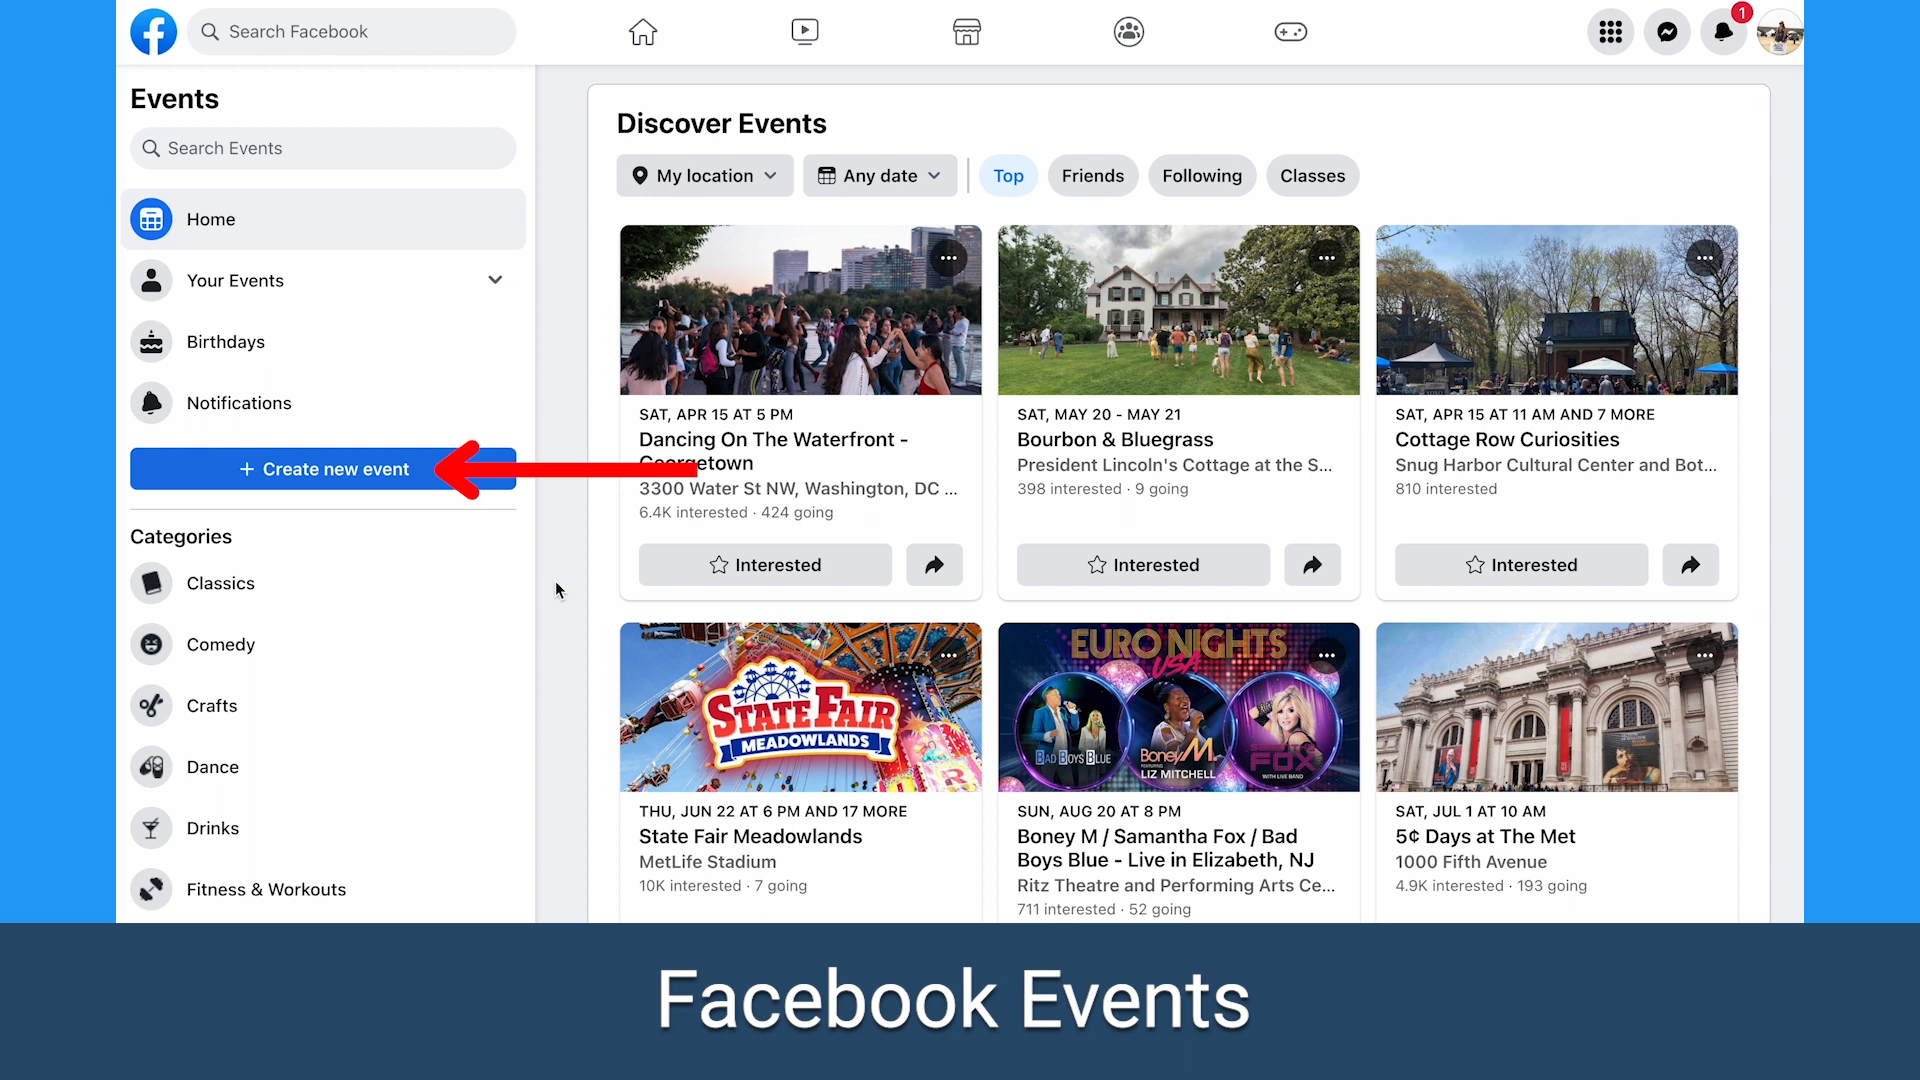 Search Facebook
1
Events
Search Events
Home
Your Events
Birthdays
Notifications
+ Create new event
Categories
Classics
Comedy
Crafts
Dance
Drinks
Fitness & Workouts
Discover Events
My location
Any date
Top
Friends
Following
Classes
SAT, APR 15 AT 5 PM
Dancing On The Waterfront -
Georgetown
3300 Water St NW, Washington, DC ...
6.4K interested · 424 going
Interested
SAT, MAY 20 - MAY 21
Bourbon & Bluegrass
President Lincoln's Cottage at the S...
398 interested · 9 going
Interested
SAT, APR 15 AT 11 AM AND 7 MORE
Cottage Row Curiosities
Snug Harbor Cultural Center and Bot...
810 interested
Interested
STATE FAIR
MEADOWLANDS
THU, JUN 22 AT 6 PM AND 17 MORE
State Fair Meadowlands
MetLife Stadium
10K interested · 7 going
EURO NIGHTS
USA
BAD BOYS BLUE
Boney M.
FEATURING
LIZ MITCHELL
SAMANTHA
FOX
WITH LIVE BAND
SUN, AUG 20 AT 8 PM
Boney M / Samantha Fox / Bad
Boys Blue - Live in Elizabeth, NJ
Ritz Theatre and Performing Arts Ce...
711 interested · 52 going
SAT, JUL 1 AT 10 AM
5¢ Days at The Met
1000 Fifth Avenue
4.9K interested · 193 going
Facebook Events